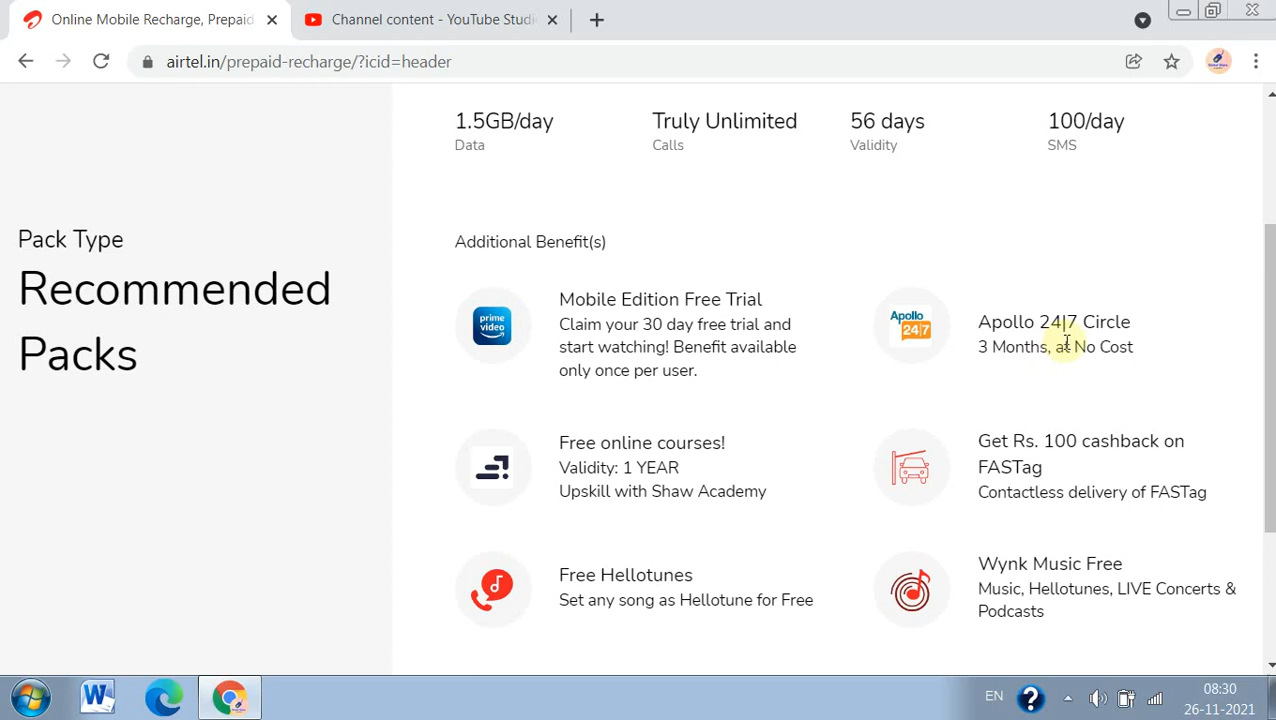 Online Mobile Recharge, Prepaid
Channel content - YouTube Studi
airtel.in/prepaid-recharge/?icid=header
1.5GB/day
Truly Unlimited
56 days
100/day
Data
Calls
Validity
SMS
Pack Type
Recommended
Packs
Additional Benefit(s)
prime
video
Mobile Edition Free Trial
Claim your 30 day free trial and
start watching! Benefit available
only once per user.
Apollo
24|7
Apollo 24|7 Circle
3 Months, at No Cost
Free online courses!
Validity: 1 YEAR
Upskill with Shaw Academy
Get Rs. 100 cashback on
FASTag
Contactless delivery of FASTag
Free Hellotunes
Set any song as Hellotune for Free
Wynk Music Free
Music, Hellotunes, LIVE Concerts &
Podcasts
W
EN
?
08:30
26-11-2021